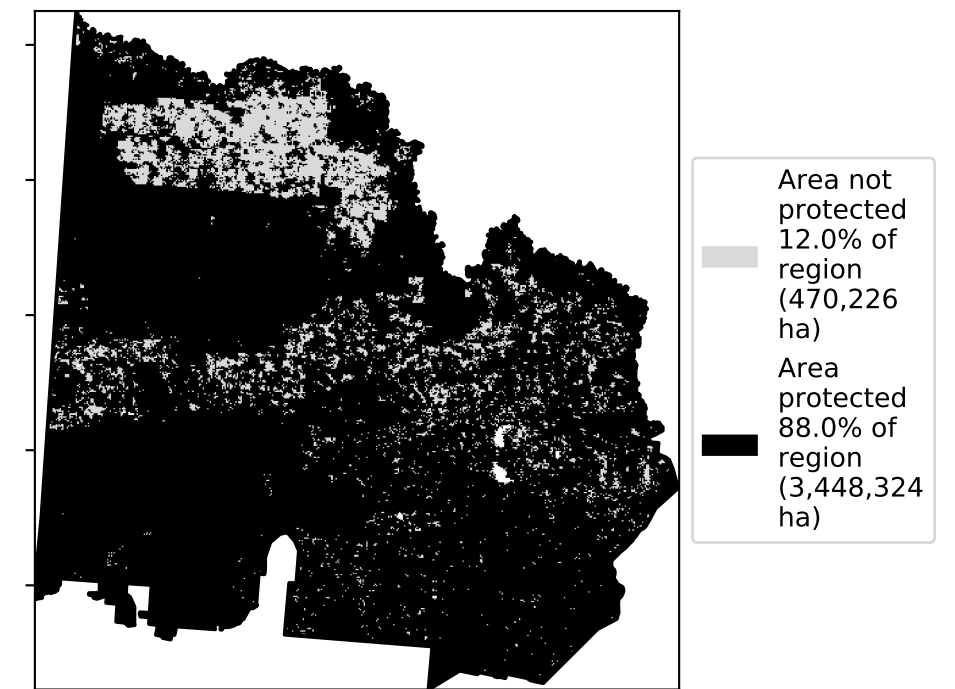 Area not
protected
12.0% of
region
(470,226
ha)
Area
protected
88.0% of
region
(3,448,324
ha)